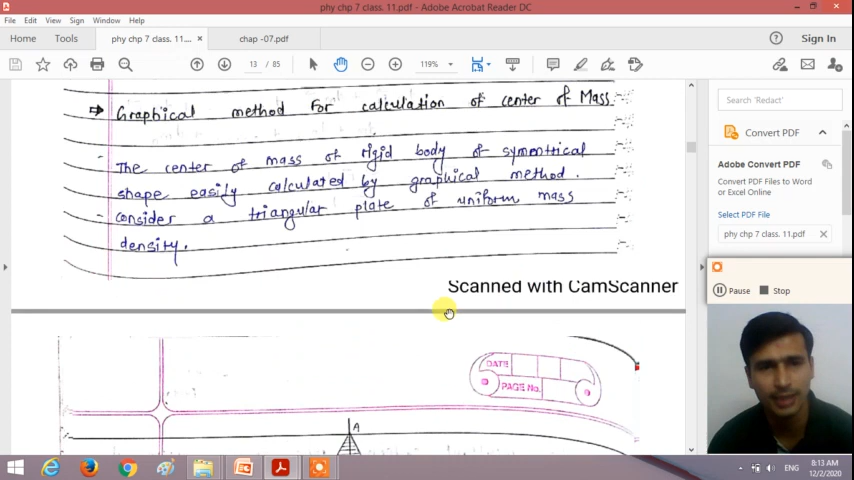 phy chp 7 class. 11.pdf - Adobe Acrobat Reader DC
File Edit View Sign Window Help
Home Tools phy chp 7 class. 11.... × chap -07.pdf Sign In
13 / 85 119%
⇒ Graphical method For calculation of center of Mass
- The center of mass of rigid body of symmetrical
shape easily calculated by graphical method.
- consider a triangular plate of uniform mass
density.
Scanned with CamScanner
DATE
PAGE No.
A
Search 'Redact'
Convert PDF
Adobe Convert PDF
Convert PDF Files to Word
or Excel Online
Select PDF File
phy chp 7 class. 11.pdf ×
Pause Stop
ENG
8:13 AM
12/2/2020